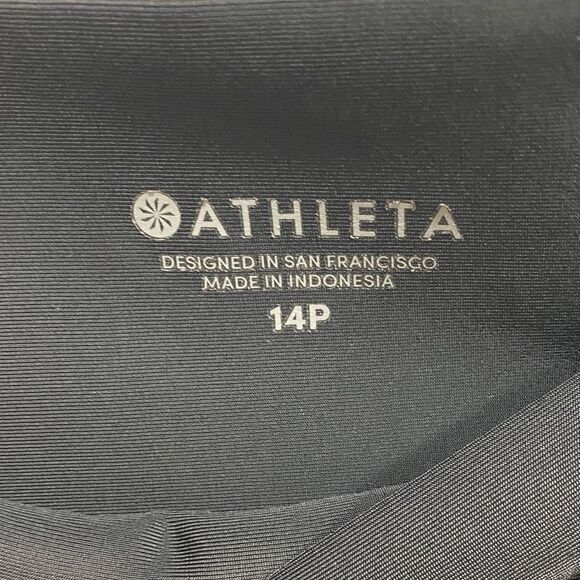 ATHLETA
DESIGNED IN SAN FRANCISCO
MADE IN INDONESIA
14P